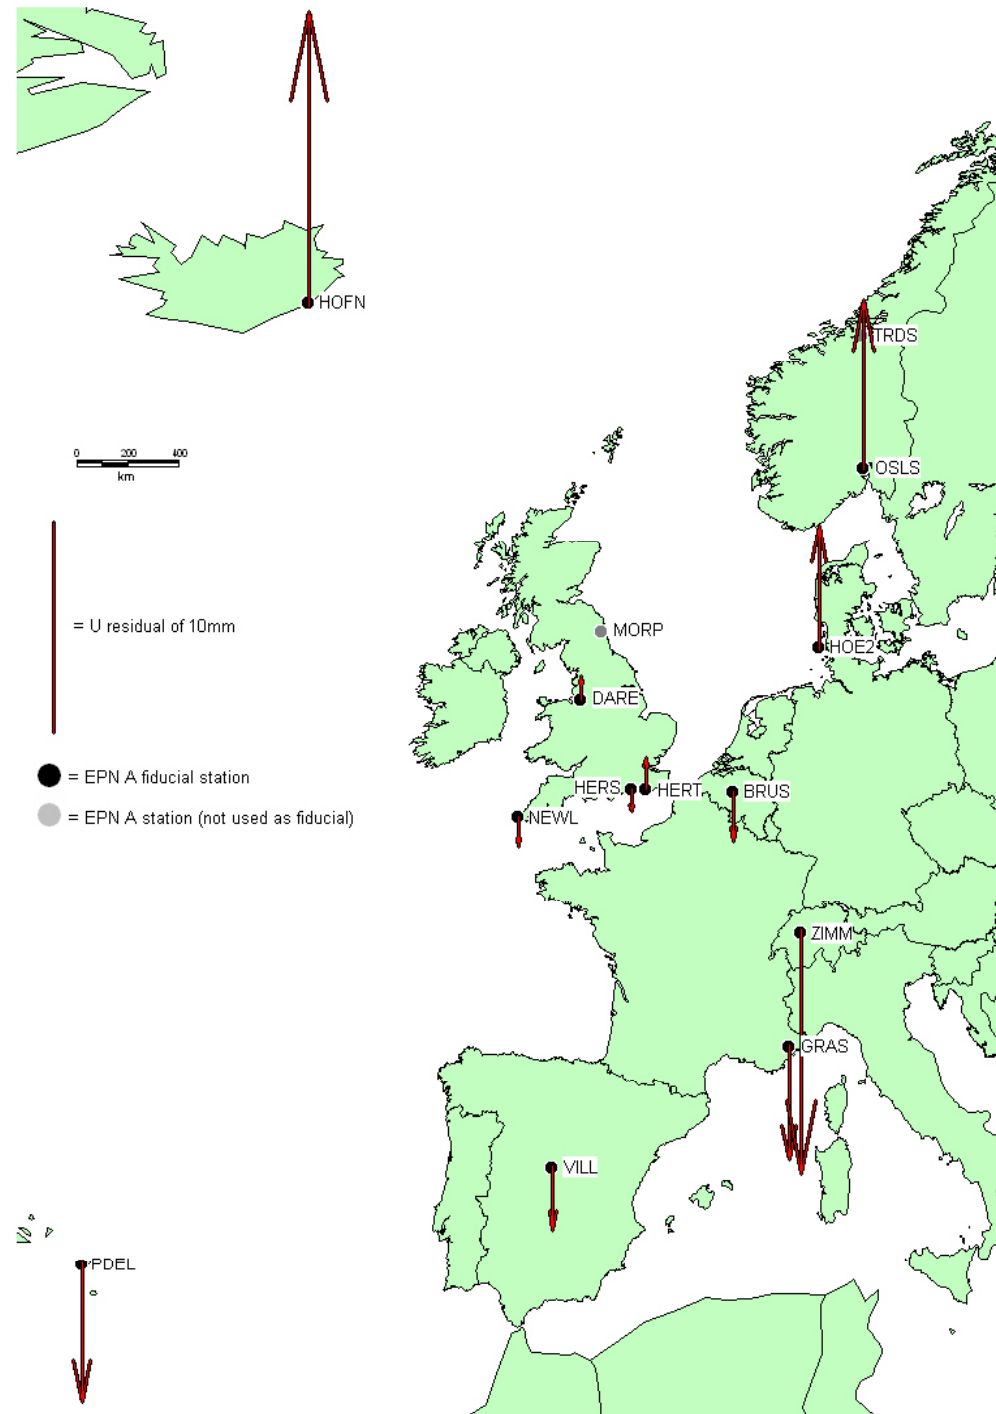 HOFN
TRDS
0 200 400
km
OSLS
= U residual of 10mm
MORP
HOE2
DARE
= EPN A fiducial station
HERS
HERT
BRUS
= EPN A station (not used as fiducial)
NEWL
ZIMM
GRAS
VILL
PDEL